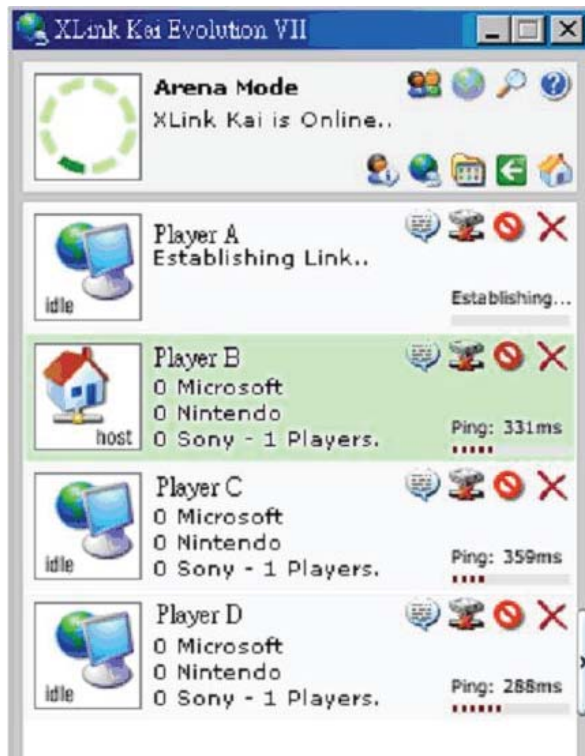 XLink Kai Evolution VII
Arena Mode
XLink Kai is Online..
Player A
Establishing Link..
idle
Establishing...
Player B
0 Microsoft
0 Nintendo
0 Sony - 1 Players.
host
Ping: 331ms
Player C
0 Microsoft
0 Nintendo
0 Sony - 1 Players.
idle
Ping: 359ms
Player D
0 Microsoft
0 Nintendo
0 Sony - 1 Players.
idle
Ping: 288ms